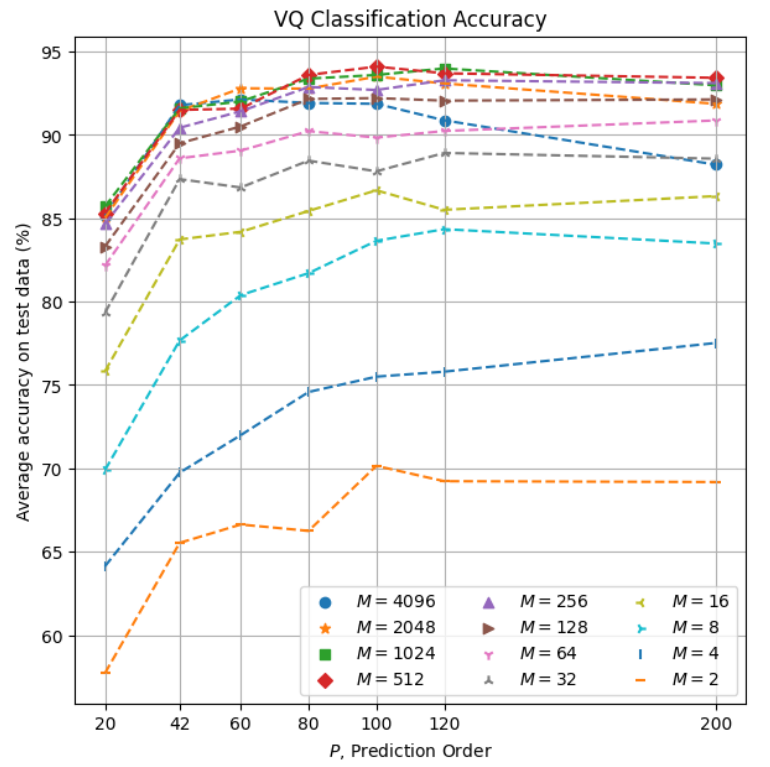 VQ Classification Accuracy
Average accuracy on test data (%)
95
90
85
80
75
70
65
60
M = 4096
M = 2048
M = 1024
M = 512
M = 256
M = 128
M = 64
M = 32
M = 16
M = 8
M = 4
M = 2
20 42 60 80 100 120 200
P, Prediction Order